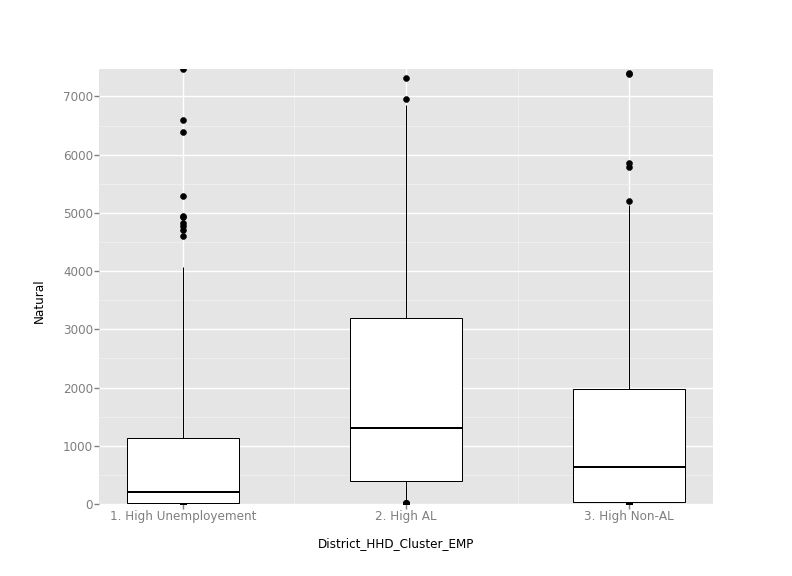 7000
6000
5000
4000
3000
2000
1000
0
Natural
1. High Unemployement
2. High AL
3. High Non-AL
District_HHD_Cluster_EMP